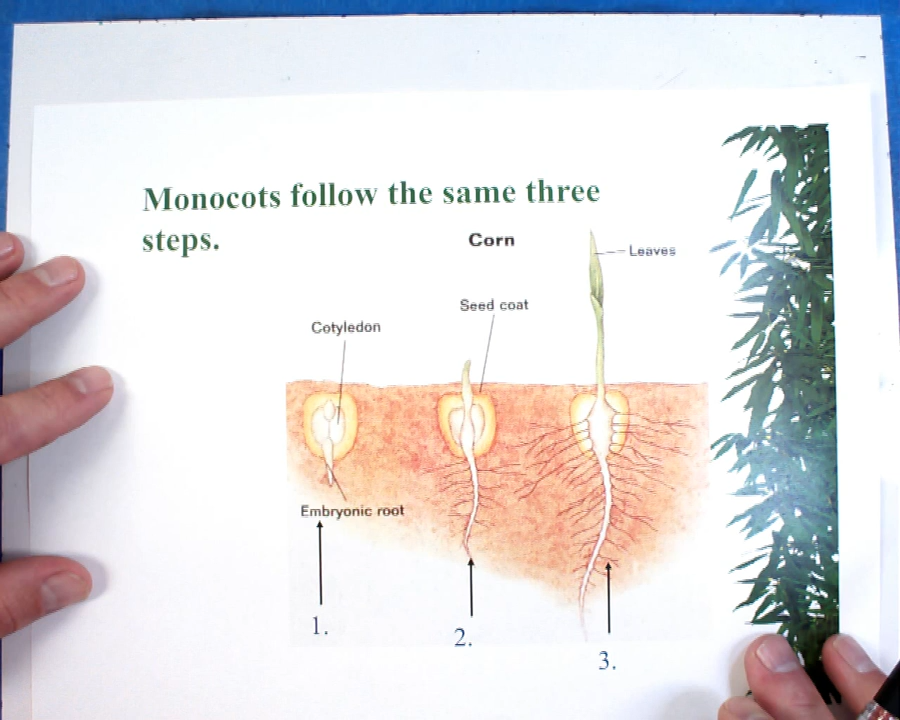 Monocots follow the same three
steps.
Corn
Leaves
Seed coat
Cotyledon
Embryonic root
1.
2.
3.